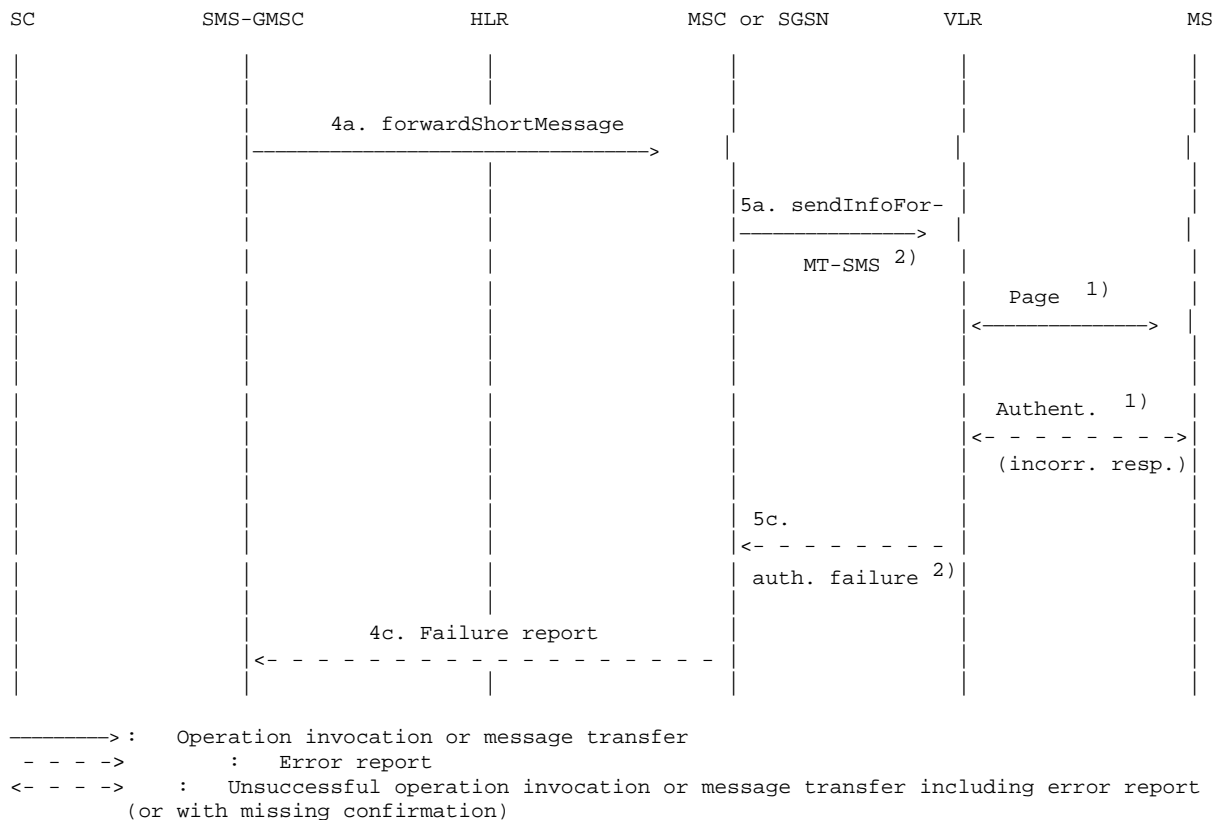 SC SMS-GMSC HLR MSC or SGSN VLR MS
4a. forwardShortMessage
5a. sendInfoFor-
MT-SMS 2)
Page 1)
Authent. 1)
(incorr. resp.)
5c.
auth. failure 2)
4c. Failure report
: Operation invocation or message transfer
: Error report
: Unsuccessful operation invocation or message transfer including error report
(or with missing confirmation)